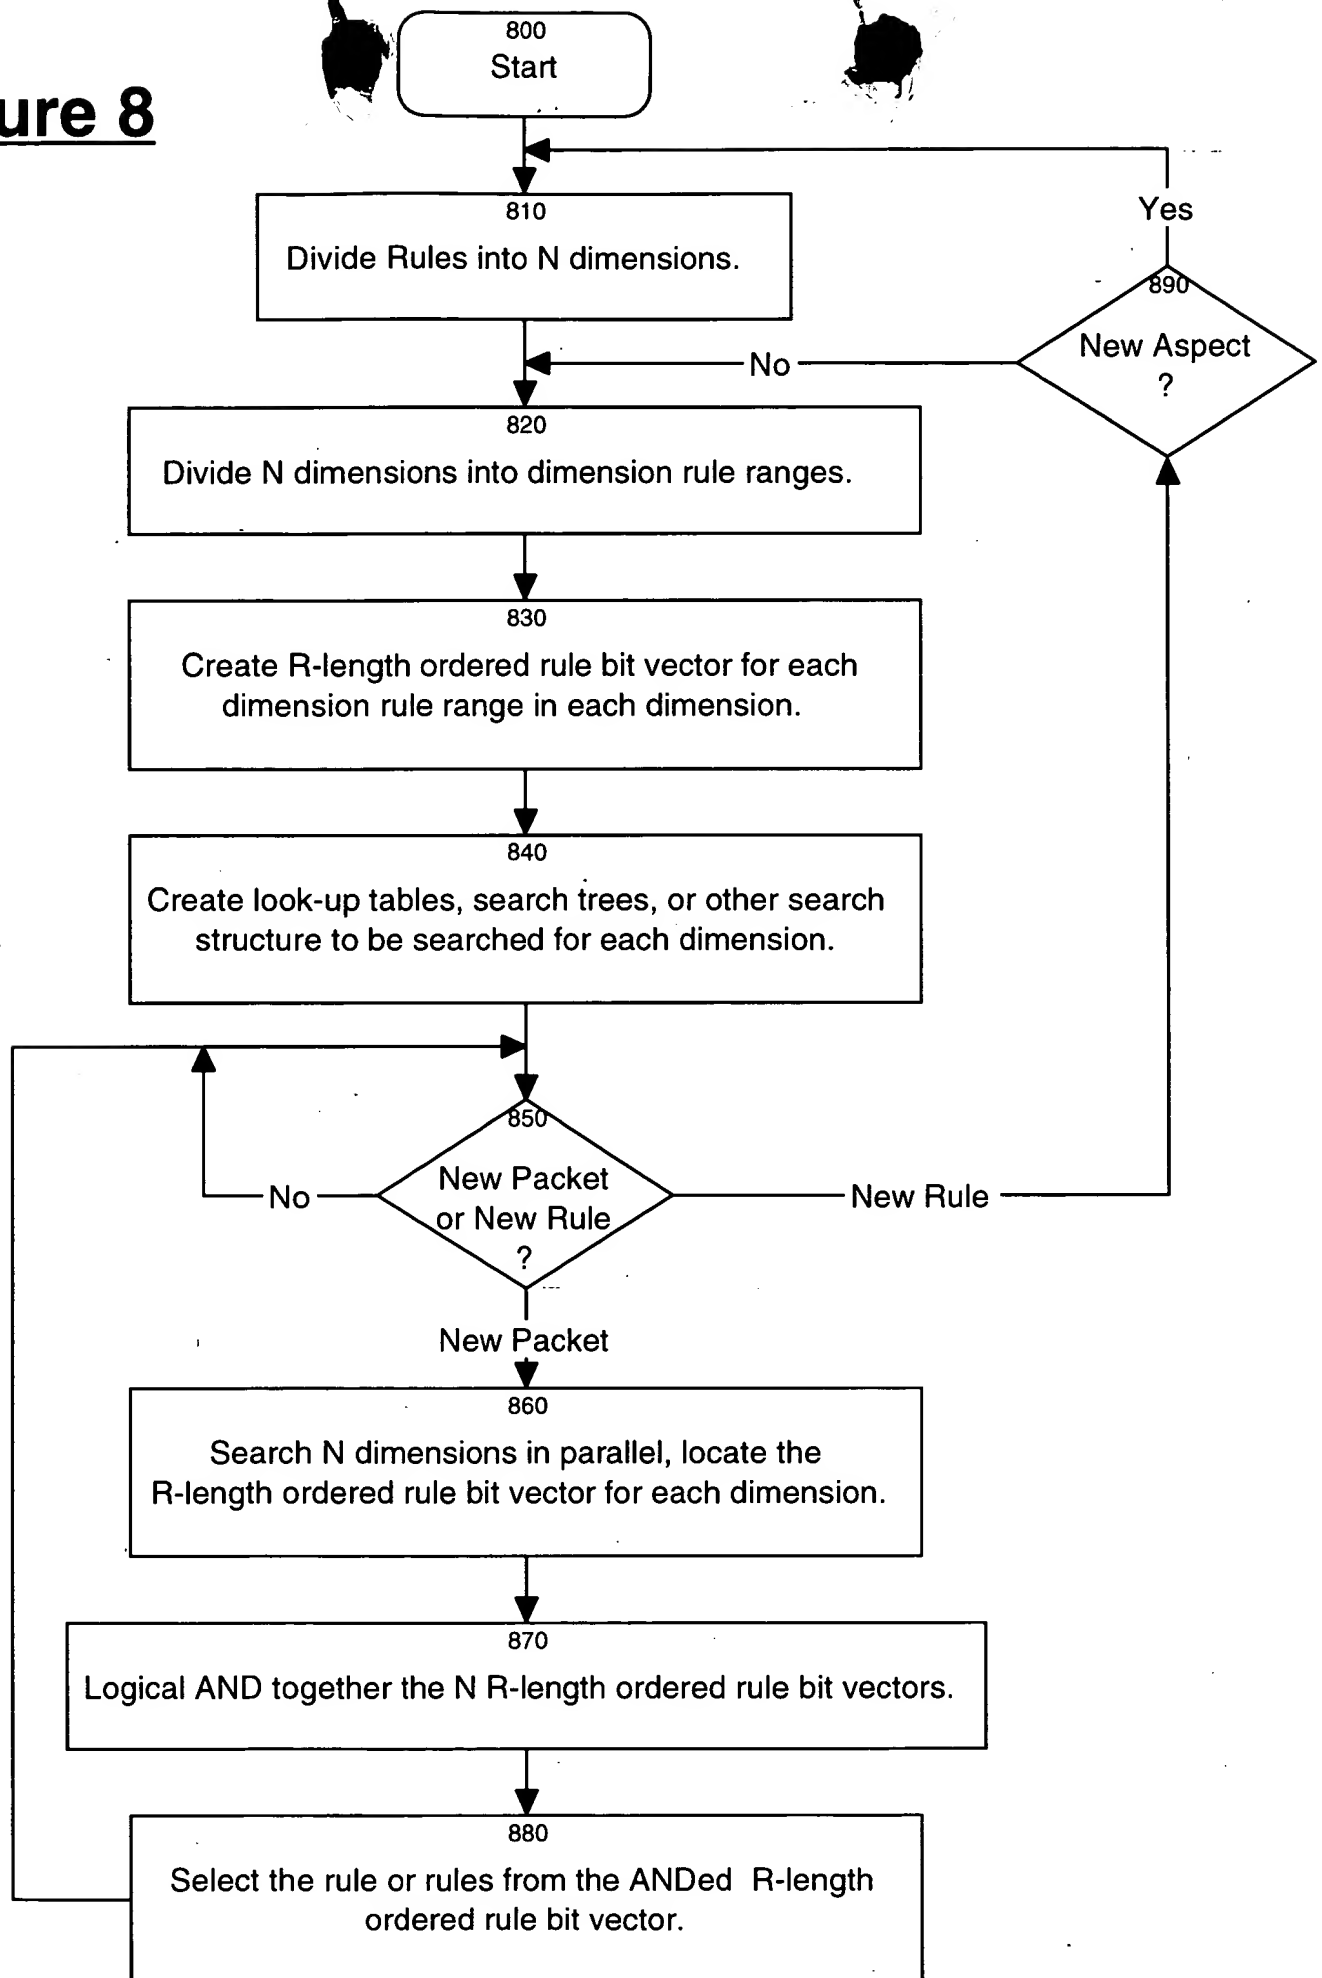 800
Start
ure 8
810
Divide Rules into N dimensions.
Yes
890
New Aspect
?
No
820
Divide N dimensions into dimension rule ranges.
830
Create R-length ordered rule bit vector for each
dimension rule range in each dimension.
840
Create look-up tables, search trees, or other search
structure to be searched for each dimension.
850
New Packet
or New Rule
?
No
New Rule
New Packet
860
Search N dimensions in parallel, locate the
R-length ordered rule bit vector for each dimension.
870
Logical AND together the N R-length ordered rule bit vectors.
880
Select the rule or rules from the ANDed R-length
ordered rule bit vector.